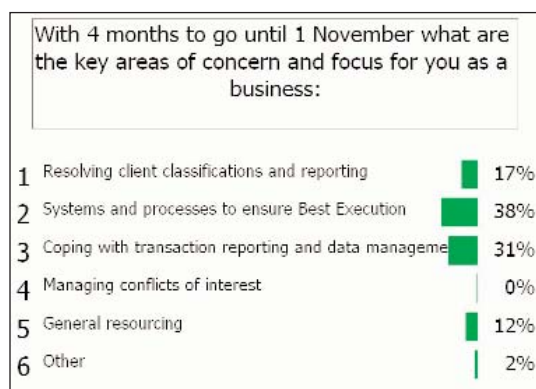 With 4 months to go until 1 November what are
the key areas of concern and focus for you as a
business:
1 Resolving client classifications and reporting 17%
2 Systems and processes to ensure Best Execution 38%
3 Coping with transaction reporting and data manageme 31%
4 Managing conflicts of interest 0%
5 General resourcing 12%
6 Other 2%